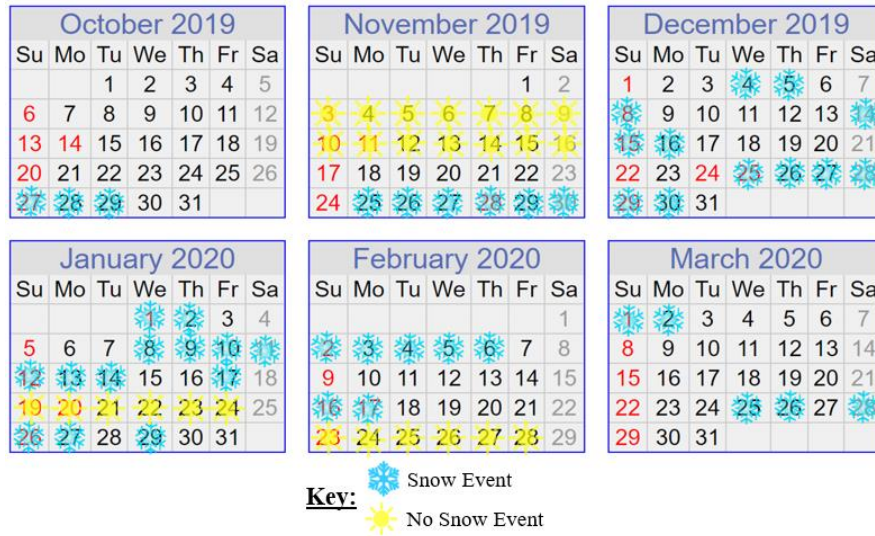 October 2019 November 2019 December 2019
Su Mo Tu We Th Fr Sa Su Mo Tu We Th Fr Sa Su Mo Tu We Th Fr Sa
1 2 3 4 5 1 2 1 2 3 4 5 6 7
6 7 8 9 10 11 12 3 4 5 6 7 8 9 8 9 10 11 12 13 14
13 14 15 16 17 18 19 10 11 12 13 14 15 16 15 16 17 18 19 20 21
20 21 22 23 24 25 26 17 18 19 20 21 22 23 22 23 24 25 26 27 28
27 28 29 30 31 24 25 26 27 28 29 30 29 30 31
January 2020 February 2020 March 2020
Su Mo Tu We Th Fr Sa Su Mo Tu We Th Fr Sa Su Mo Tu We Th Fr Sa
1 2 3 4 1 1 2 3 4 5 6 7
5 6 7 8 9 10 11 2 3 4 5 6 7 8 8 9 10 11 12 13 14
12 13 14 15 16 17 18 9 10 11 12 13 14 15 15 16 17 18 19 20 21
19 20 21 22 23 24 25 16 17 18 19 20 21 22 22 23 24 25 26 27 28
26 27 28 29 30 31 23 24 25 26 27 28 29 29 30 31
Key: Snow Event
No Snow Event